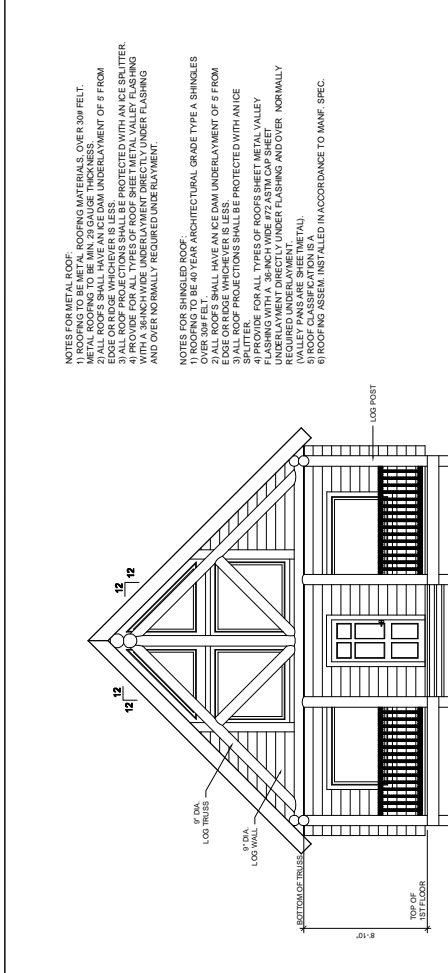 NOTES FOR METAL ROOF:
1) ROOFING TO BE METAL ROOFING MATERIALS, OVER 30# FELT.
METAL ROOFING TO BE MIN. 29 GAUGE THICKNESS.
2) ALL ROOFS SHALL HAVE AN ICE DAM UNDERLAYMENT OF 5' FROM
EDGE OR RIDGE WHICHEVER IS LESS.
3) ALL ROOF PROJECTIONS SHALL BE PROTECTED WITH AN ICE SPLITTER.
4) PROVIDE FOR ALL TYPES OF ROOF SHEET METAL VALLEY FLASHING
WITH A 36-INCH WIDE UNDERLAYMENT DIRECTLY UNDER FLASHING
AND OVER NORMALLY REQUIRED UNDERLAYMENT.
NOTES FOR SHINGLED ROOF:
1) ROOFING TO BE 40 YEAR ARCHITECTURAL GRADE TYPE A SHINGLES
OVER 30# FELT.
2) ALL ROOFS SHALL HAVE AN ICE DAM UNDERLAYMENT OF 5' FROM
EDGE OR RIDGE WHICHEVER IS LESS.
3) ALL ROOF PROJECTIONS SHALL BE PROTECTED WITH AN ICE
SPLITTER.
4) PROVIDE FOR ALL TYPES OF ROOFS SHEET METAL VALLEY
FLASHING WITH A 36-INCH WIDE #72 ASTM CAP SHEET
UNDERLAYMENT DIRECTLY UNDER FLASHING AND OVER NORMALLY
REQUIRED UNDERLAYMENT.
(VALLEY PANS ARE SHEETMETAL).
5) ROOF CLASSIFICATION IS A
6) ROOFING ASSEM. INSTALLED IN ACCORDANCE TO MANF. SPEC.
12
12
12
12
9" DIA.
LOG TRUSS
9" DIA.
LOG WALL
BOTTOM OF TRUSS
8'-10"
TOP OF
1ST FLOOR
LOG POST